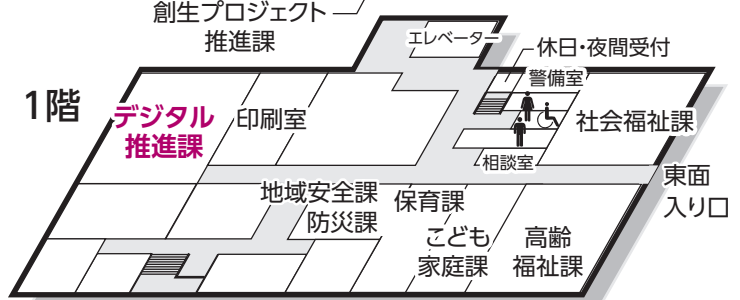 創生プロジェクト
推進課
エレベーター
休日・夜間受付
警備室
1階
デジタル
推進課
印刷室
社会福祉課
相談室
東面
入り口
地域安全課
防災課
保育課
こども
家庭課
高齢
福祉課